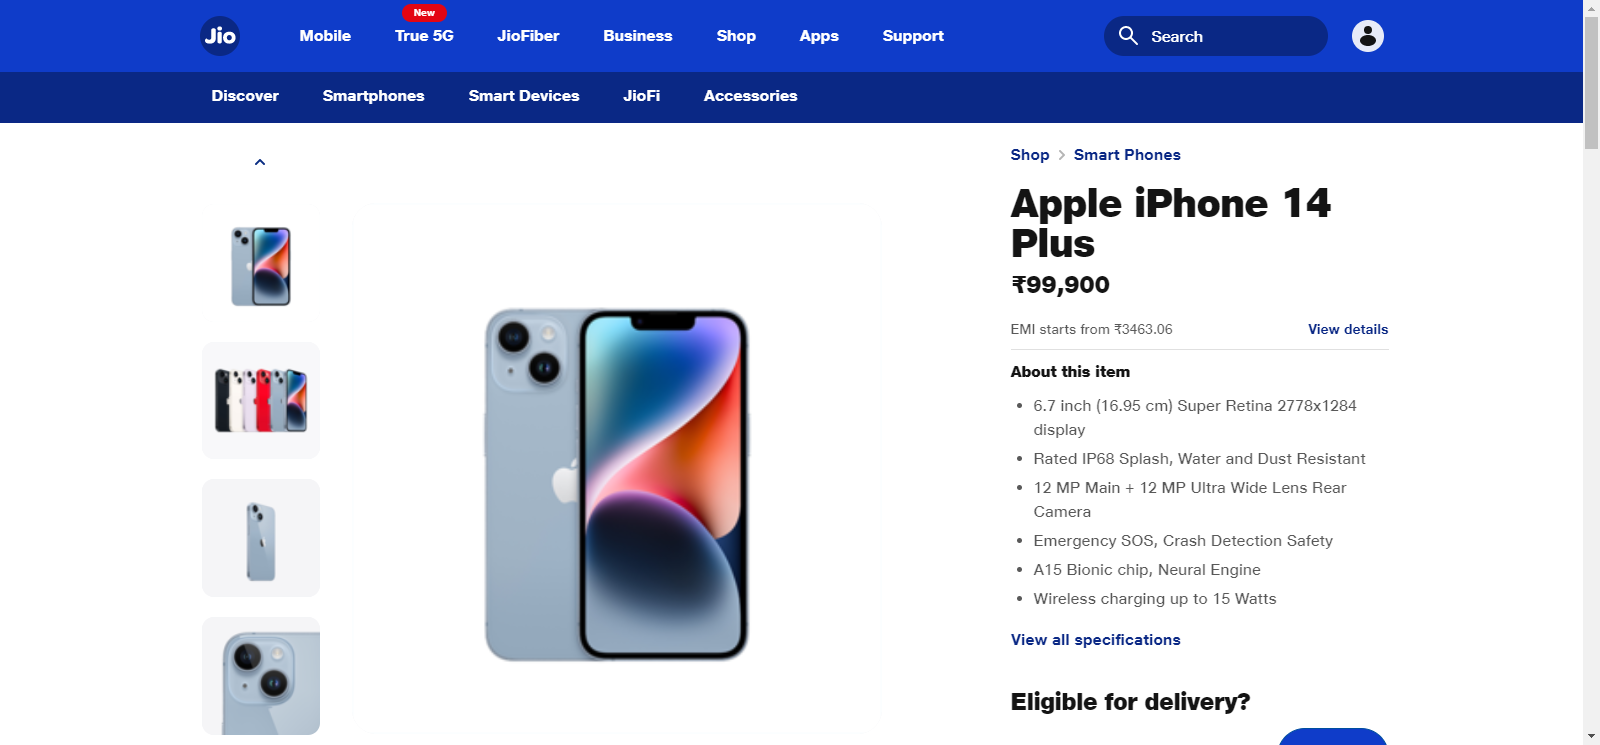 New
Jio
Mobile
True 5G
JioFiber
Business
Shop
Apps
Support
Search
Discover
Smartphones
Smart Devices
JioFi
Accessories
Shop
Smart Phones
Apple iPhone 14
Plus
₹99,900
EMI starts from ₹3463.06
View details
About this item
6.7 inch (16.95 cm) Super Retina 2778x1284
display
Rated IP68 Splash, Water and Dust Resistant
12 MP Main + 12 MP Ultra Wide Lens Rear
Camera
Emergency SOS, Crash Detection Safety
A15 Bionic chip, Neural Engine
Wireless charging up to 15 Watts
View all specifications
Eligible for delivery?